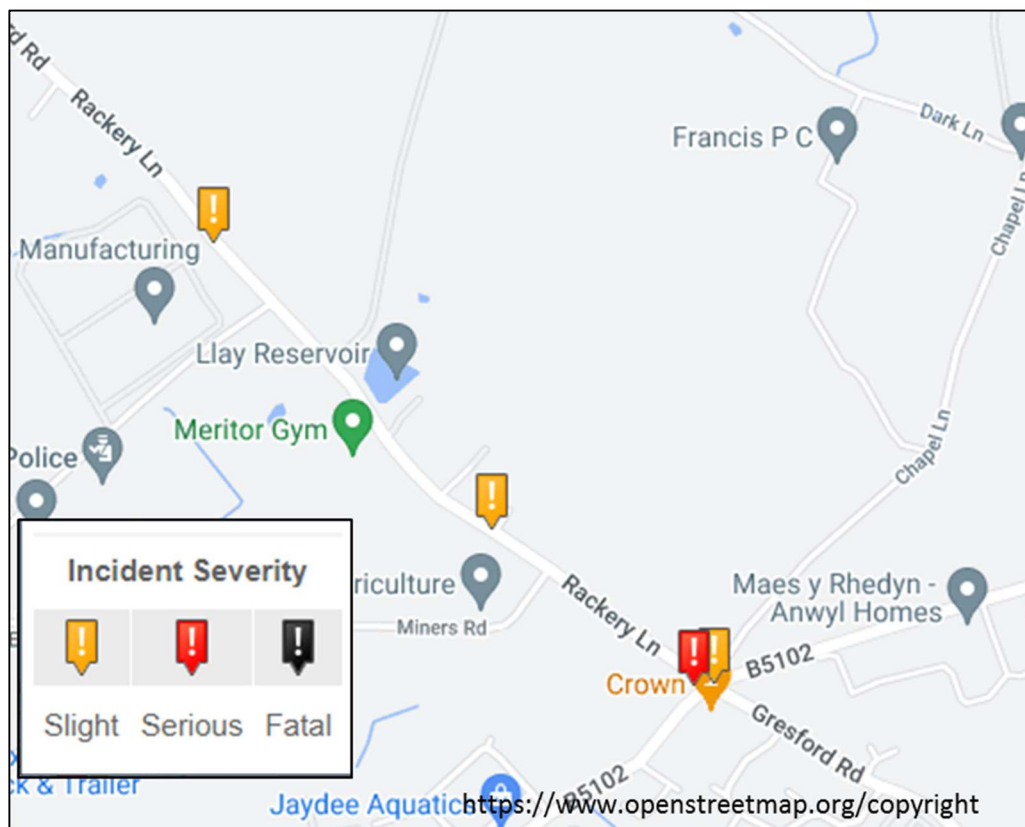 rd Rd
Rackery Ln
Francis P C
Dark Ln
Chapel Ln
Manufacturing
Llay Reservoir
Meritor Gym
Police
Chapel Ln
Incident Severity
Slight Serious Fatal
riculture
Miners Rd
Rackery Ln
Maes y Rhedyn -
Anwyl Homes
B5102
Crown
Gresford Rd
ck & Trailer
B5102
Jaydee Aquatics
https://www.openstreetmap.org/copyright